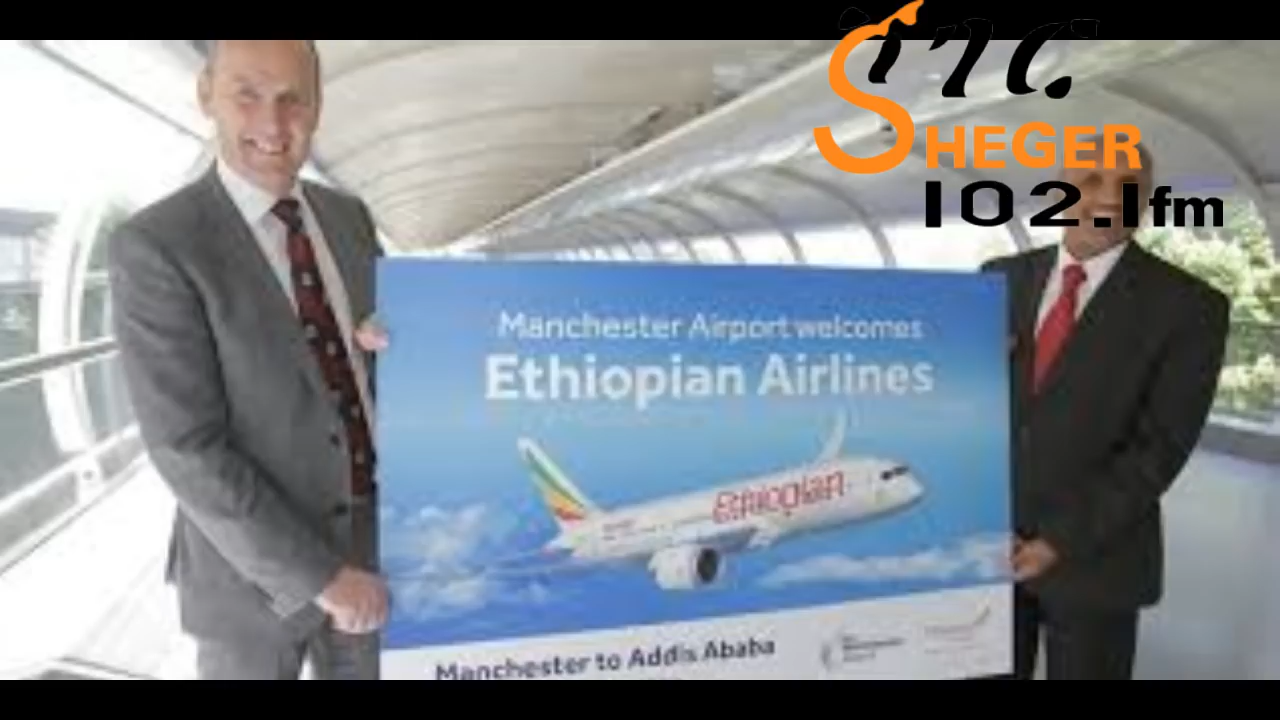 ሸገር
SHEGER
102.1fm
Manchester Airport welcomes
Ethiopian Airlines
Ethiopian
Manchester to Addis Ababa